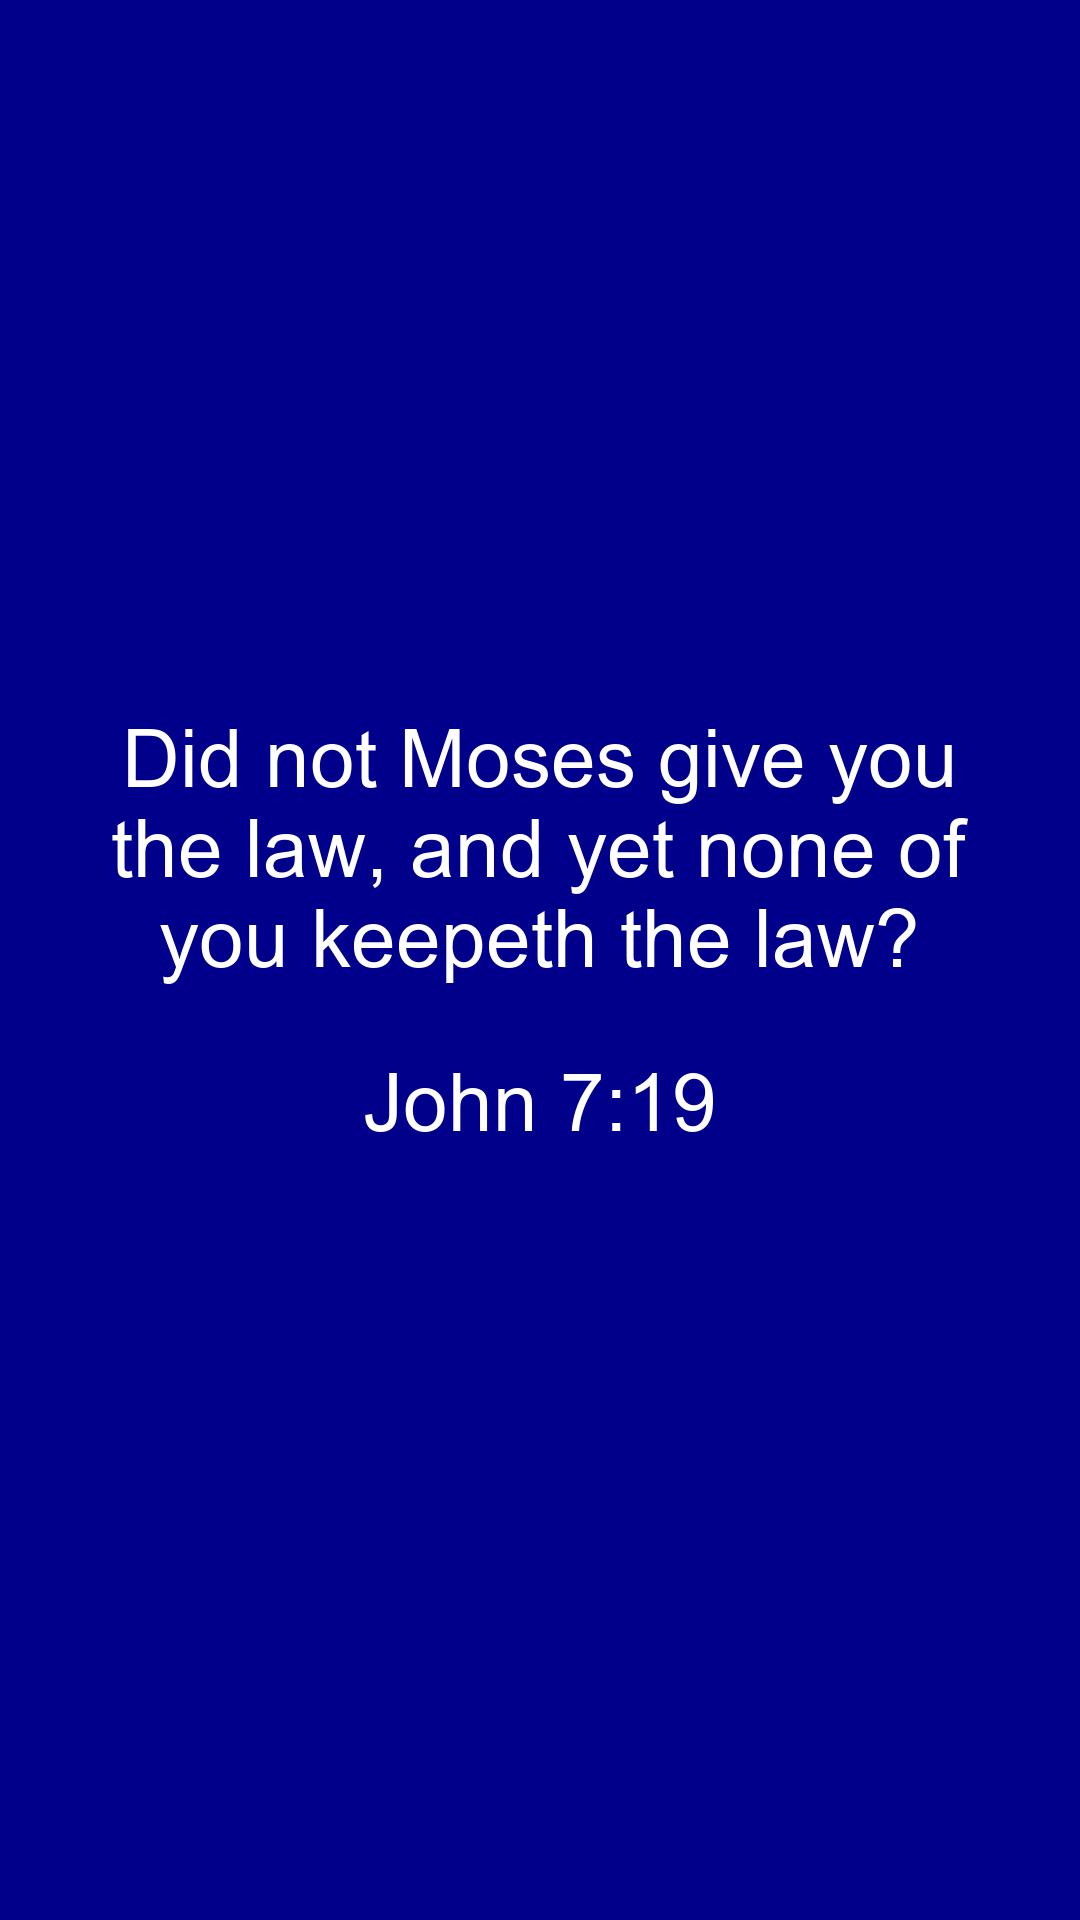 Did not Moses give you
the law, and yet none of
you keepeth the law?
John 7:19